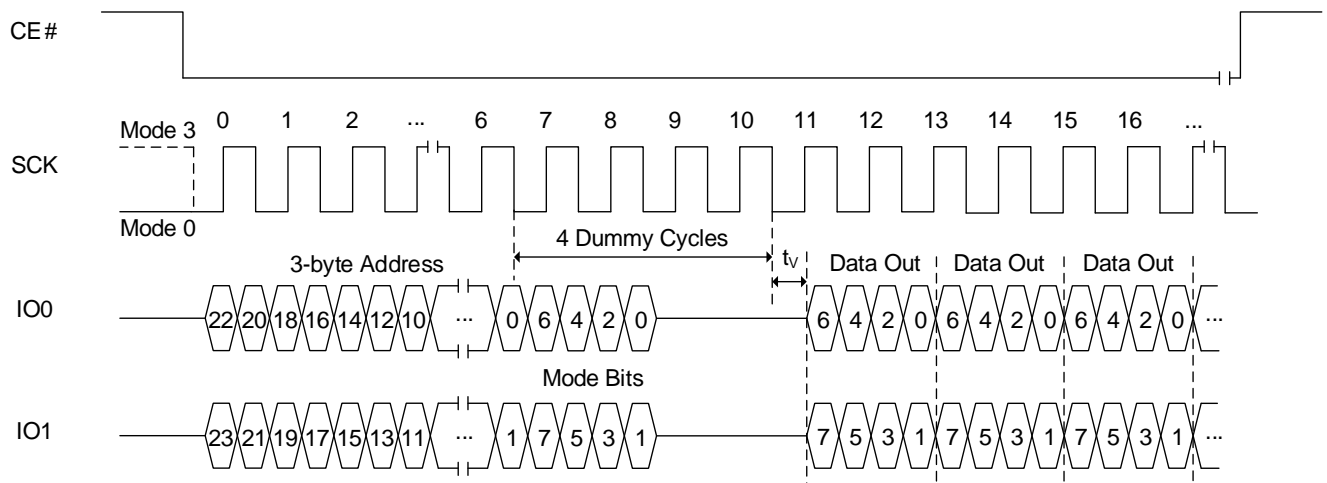 CE#
Mode 3 0 1 2 ... 6 7 8 9 10 11 12 13 14 15 16 ...
SCK
Mode 0
4 Dummy Cycles
3-byte Address tV Data Out Data Out Data Out
IO0 22 20 18 16 14 12 10 ... 0 6 4 2 0 6 4 2 0 6 4 2 0 6 4 2 0 ...
Mode Bits
IO1 23 21 19 17 15 13 11 ... 1 7 5 3 1 7 5 3 1 7 5 3 1 7 5 3 1 ...